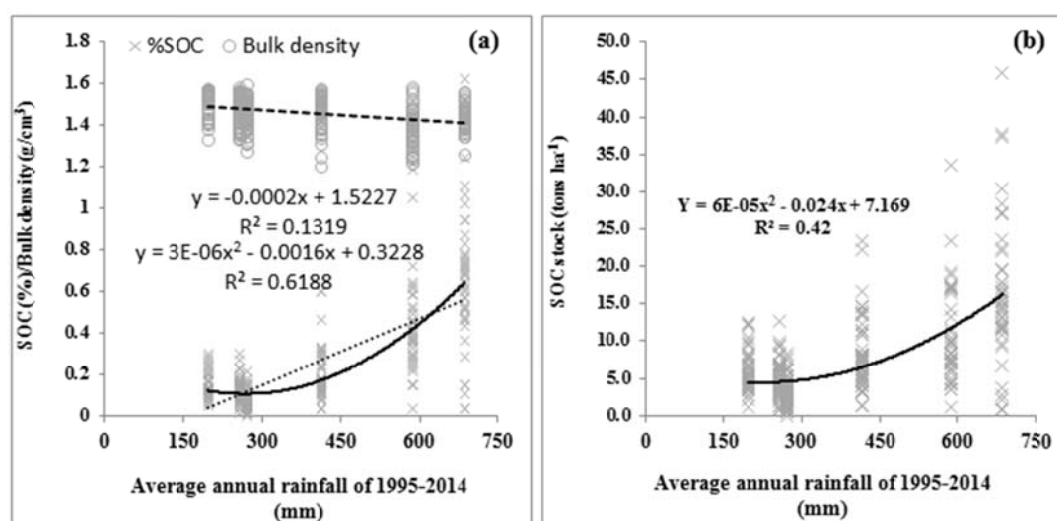 1.8
1.6
1.4
1.2
1
0.8
0.6
0.4
0.2
0
SOC (%)/Bulk density (g/cm³)
× %SOC ○ Bulk density
(a)
y = -0.0002x + 1.5227
R² = 0.1319
y = 3E-06x² - 0.0016x + 0.3228
R² = 0.6188
0 150 300 450 600 750
Average annual rainfall of 1995-2014
(mm)
50.0
45.0
40.0
35.0
30.0
25.0
20.0
15.0
10.0
5.0
0.0
SOC stock (tons ha⁻¹)
(b)
Y = 6E-05x² - 0.024x + 7.169
R² = 0.42
0 150 300 450 600 750
Average annual rainfall of 1995-2014
(mm)